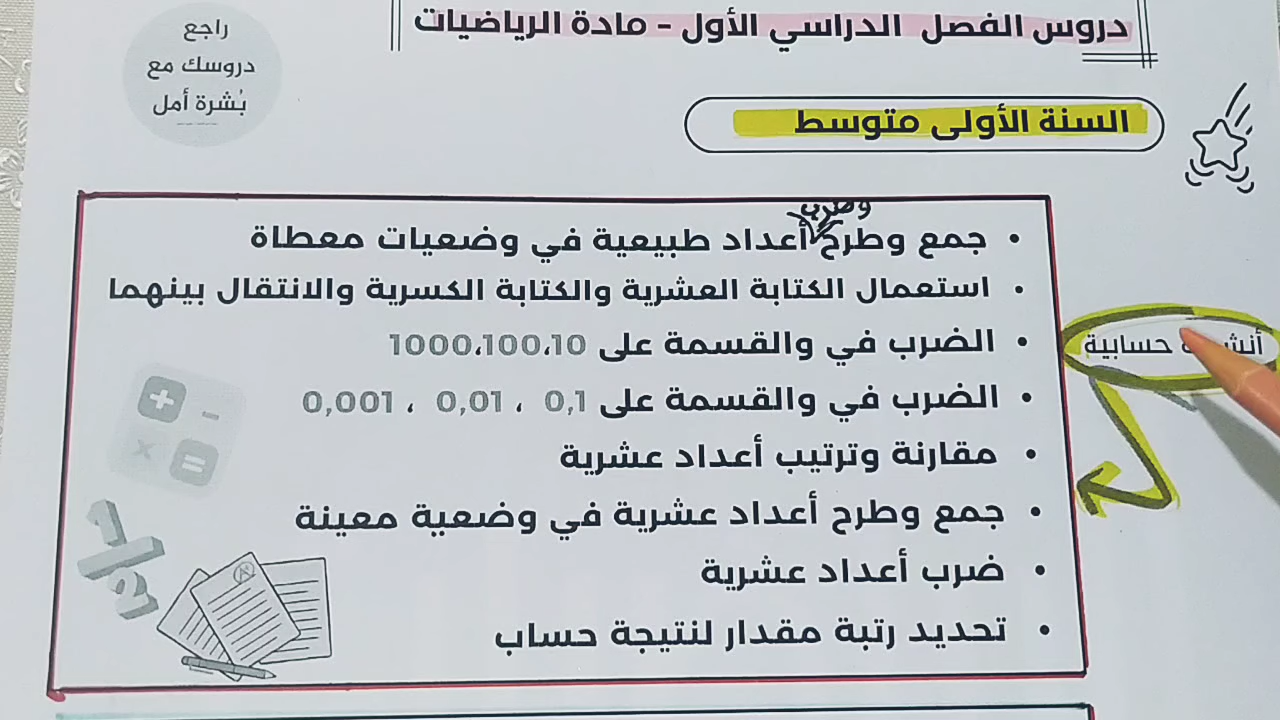 دروس الفصل الدراسي الأول - مادة الرياضيات
راجع
دروسك مع
بُشرة أمل
السنة الأولى متوسط
وضرب
• جمع وطرح أعداد طبيعية في وضعيات معطاة
• استعمال الكتابة العشرية والكتابة الكسرية والانتقال بينهما
• الضرب في والقسمة على 10،100،1000
• الضرب في والقسمة على 0,1 ، 0,01 ، 0,001
• مقارنة وترتيب أعداد عشرية
• جمع وطرح أعداد عشرية في وضعية معينة
• ضرب أعداد عشرية
• تحديد رتبة مقدار لنتيجة حساب
حسابية
1
2
A+